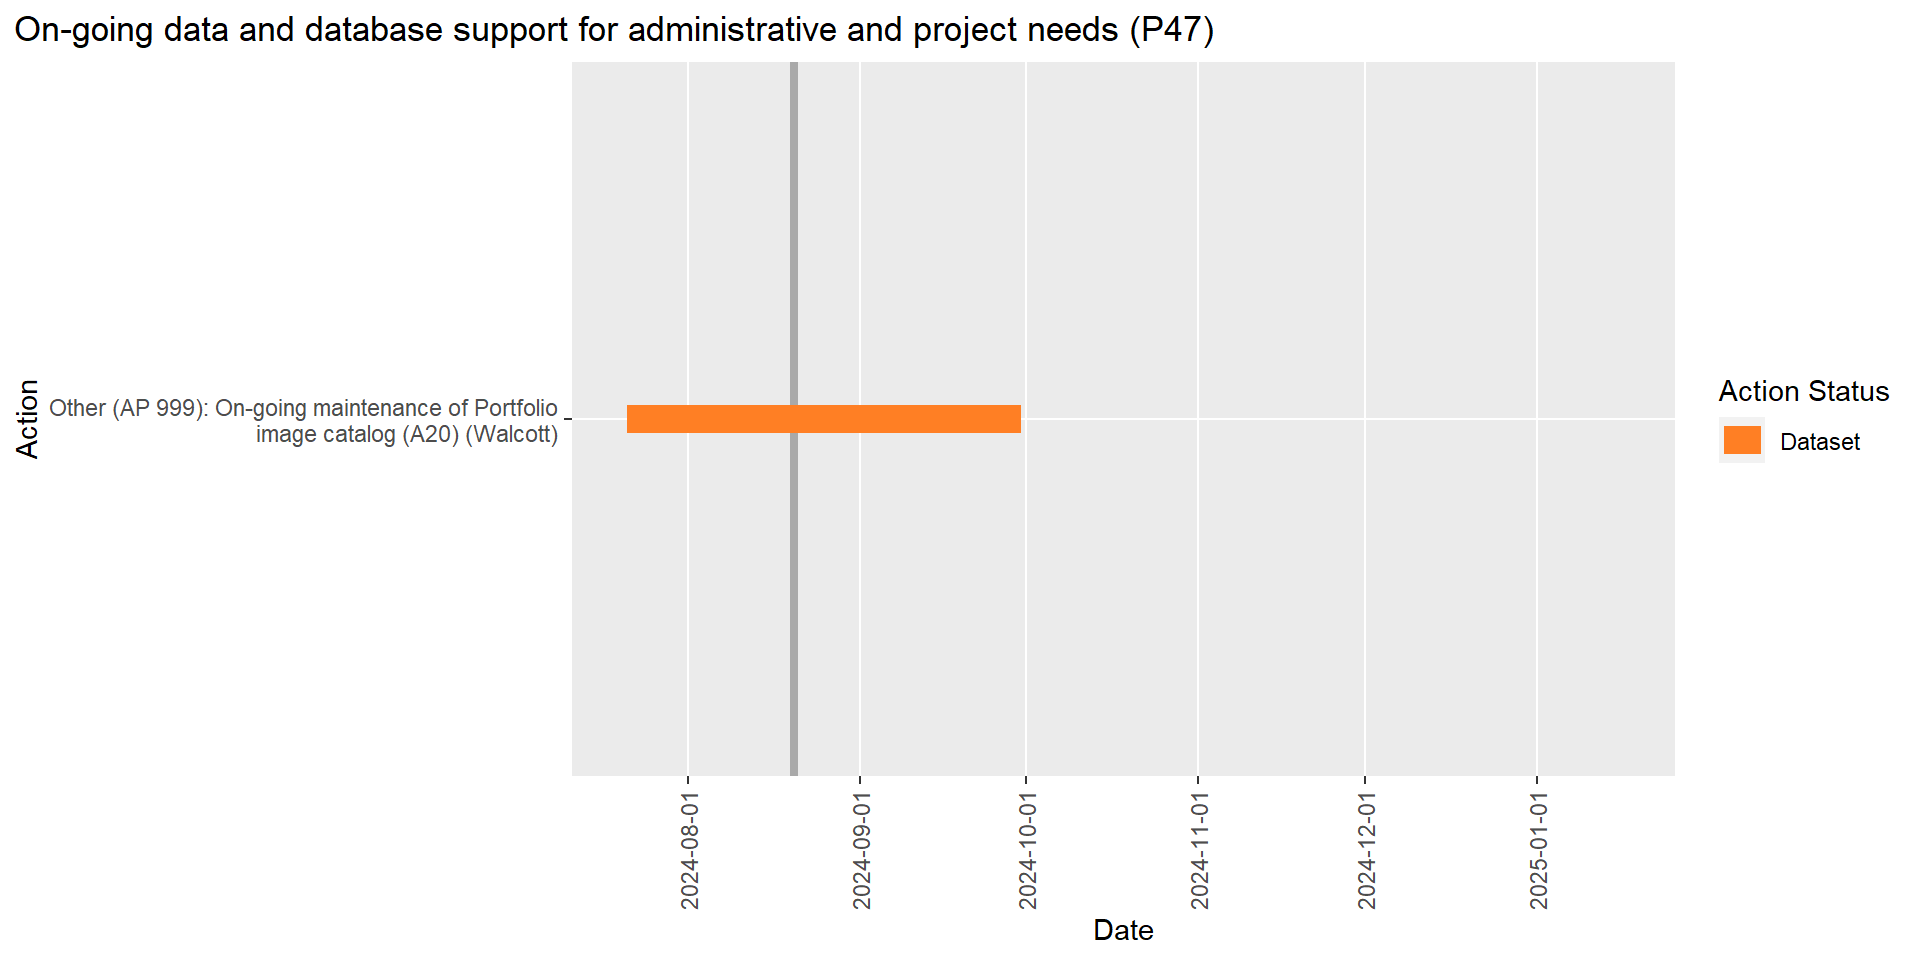 On-going data and database support for administrative and project needs (P47)
Action
Other (AP 999): On-going maintenance of Portfolio
image catalog (A20) (Walcott)
Action Status
Dataset
2024-08-01
2024-09-01
2024-10-01
2024-11-01
2024-12-01
2025-01-01
Date